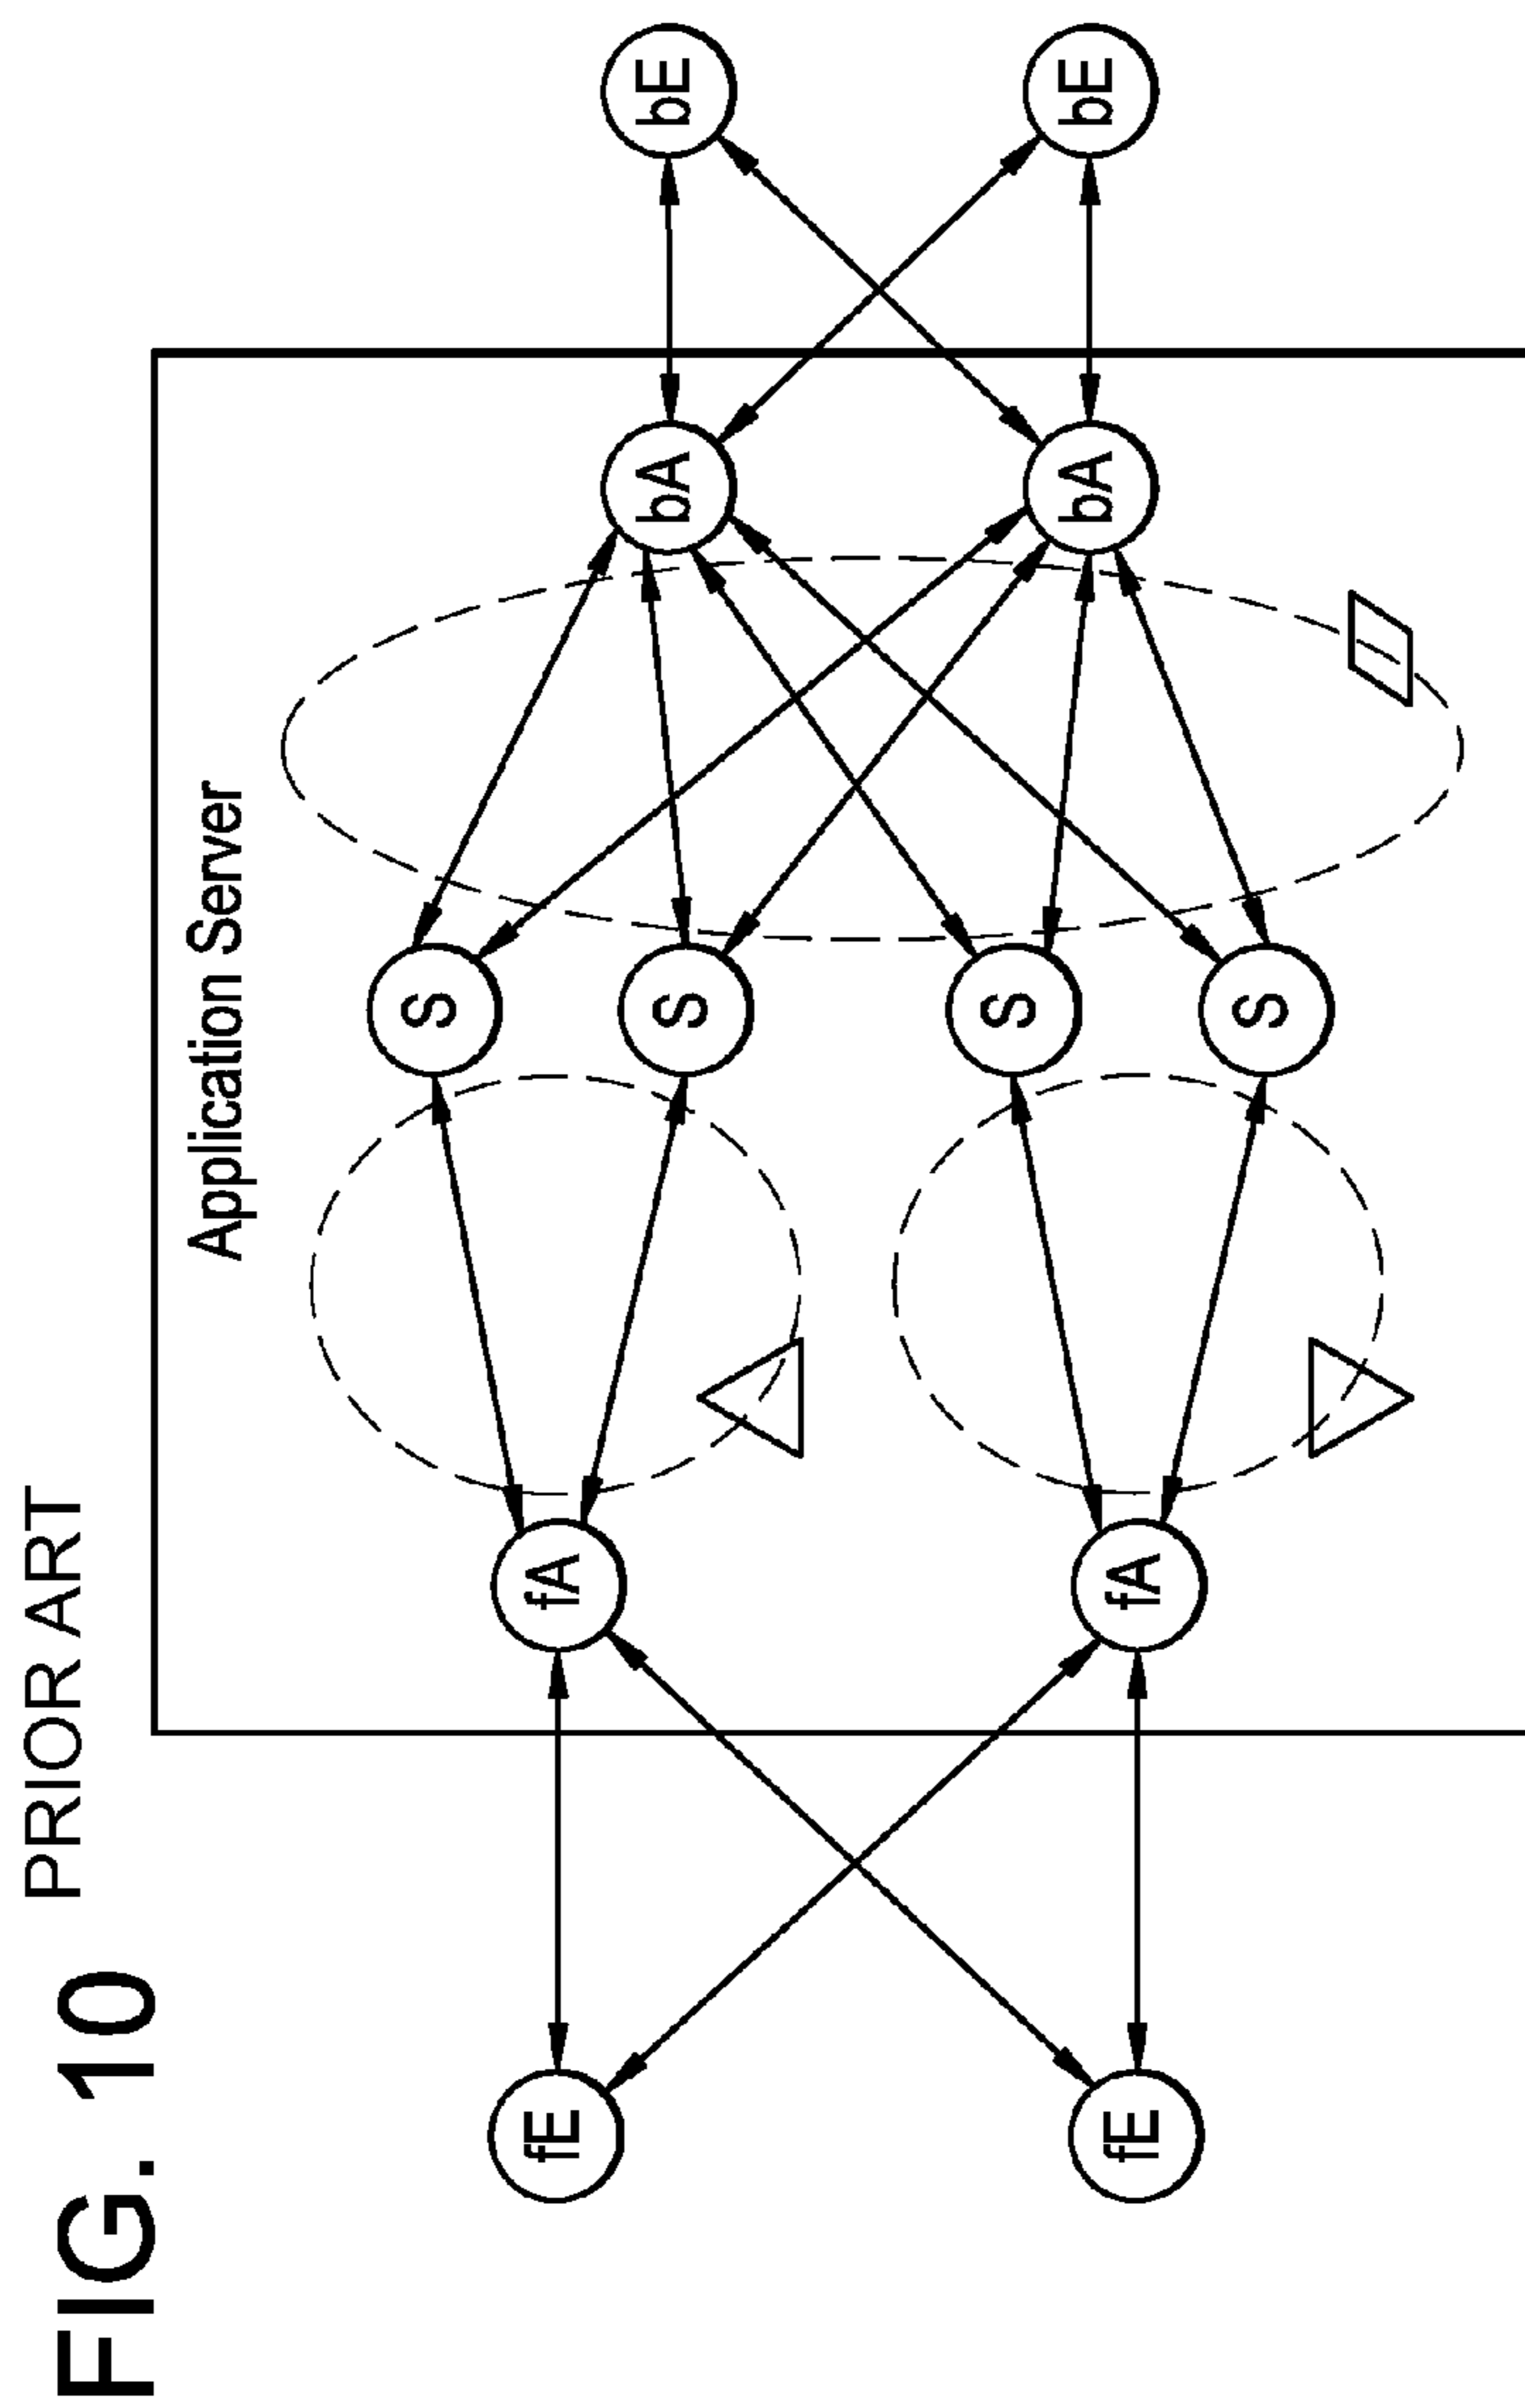 FIG. 10 PRIOR ART
Application Server
fE
fE
fA
fA
S
S
S
S
bA
bA
bE
bE